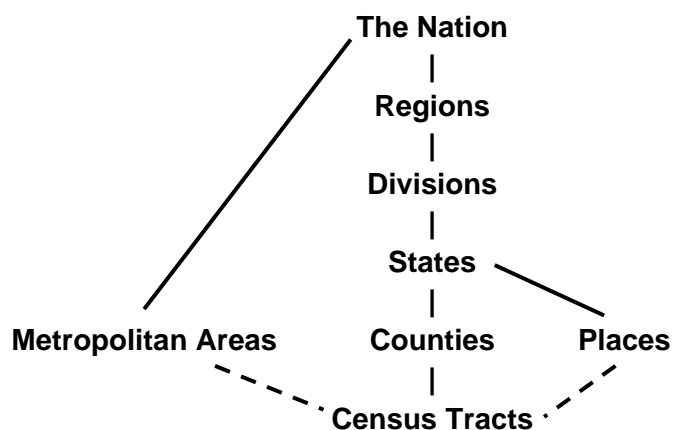 The Nation
Regions
Divisions
States
Metropolitan Areas
Counties
Places
Census Tracts